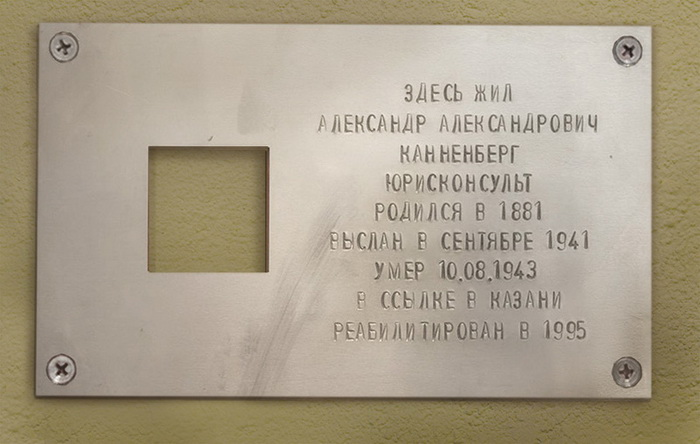 ЗДЕСЬ ЖИЛ
АЛЕКСАНДР АЛЕКСАНДРОВИЧ
КАННЕНБЕРГ
ЮРИСКОНСУЛЬТ
РОДИЛСЯ В 1881
ВЫСЛАН В СЕНТЯБРЕ 1941
УМЕР 10.08.1943
В ССЫЛКЕ В КАЗАНИ
РЕАБИЛИТИРОВАН В 1995